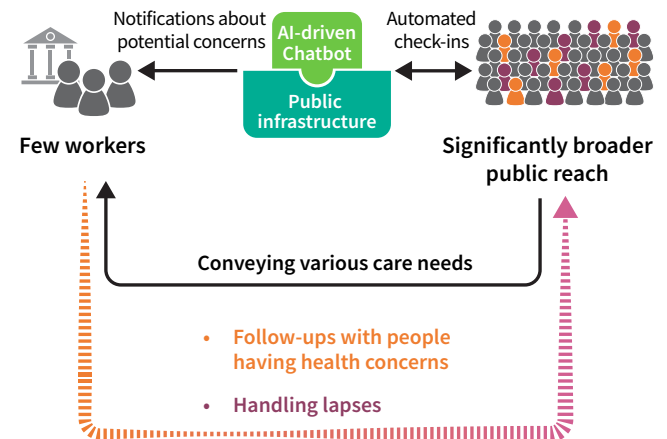 Notifications about
potential concerns
AI-driven
Chatbot
Public
infrastructure
Automated
check-ins
Few workers
Significantly broader
public reach
Conveying various care needs
• Follow-ups with people
having health concerns
• Handling lapses